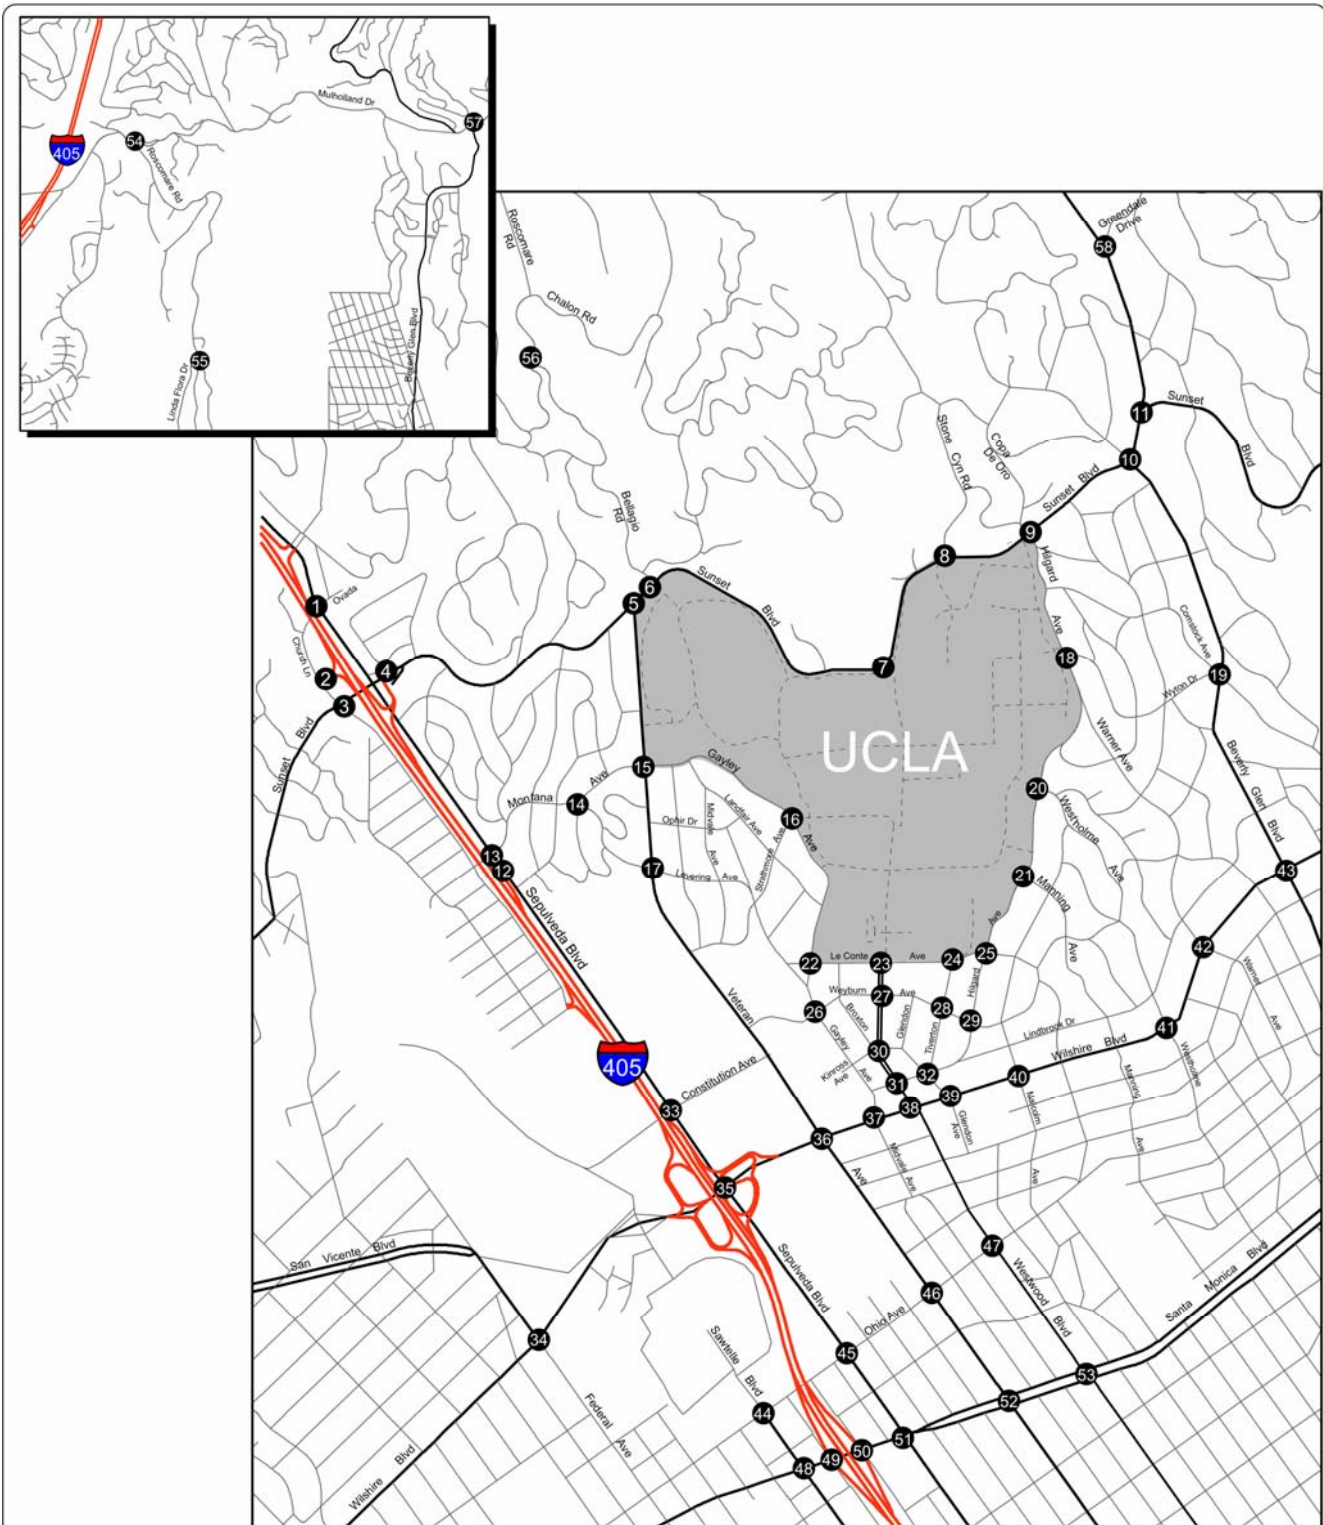 Mulholland Dr
57
54
405
Roscomare Rd
55
Linda Flora Dr
Beverly Glen Blvd
Greendale
Drive
58
Roscomare
Rd
Chalon Rd
56
11
Sunset
Blvd
10
Stone
Cyn Rd
Copa
De Oro
Sunset Blvd
9
8
Hilgard
Ave
Bellagio
Rd
6
5
Sunset
Blvd
7
1
Ovada
Church Ln
2
4
3
Sunset Blvd
18
Comstock Ave
19
Wyton Dr
Warner Ave
UCLA
Beverly
Glen
Blvd
15
Gayley
Ave
Montana Ave
14
16
20
Westholme
Ave
Ophir Dr
Midvale
Ave
Landfair Ave
Strathmore Ave
13
12
17
Levering Ave
21
Manning
Ave
43
Sepulveda Blvd
42
Warner
Ave
22
Le Conte Ave
23
24
25
Ave
Hilgard
Veteran
Weyburn Ave
27
26
Broxton
Glendon
28
29
Tiverton
Gayley
Ave
Lindbrook Dr
41
Wilshire Blvd
30
Kinross
Ave
31
32
40
405
Constitution Ave
33
Westholme
Manning
Ave
38
39
37
36
Malcolm
Ave
Glendon
Ave
Midvale Ave
Ave
35
47
Westwood
Blvd
Santa Monica Blvd
San Vicente Blvd
Sepulveda Blvd
46
Ohio Ave
34
Sawtelle
Blvd
45
53
52
44
Federal
Ave
51
50
49
48
Wilshire Blvd